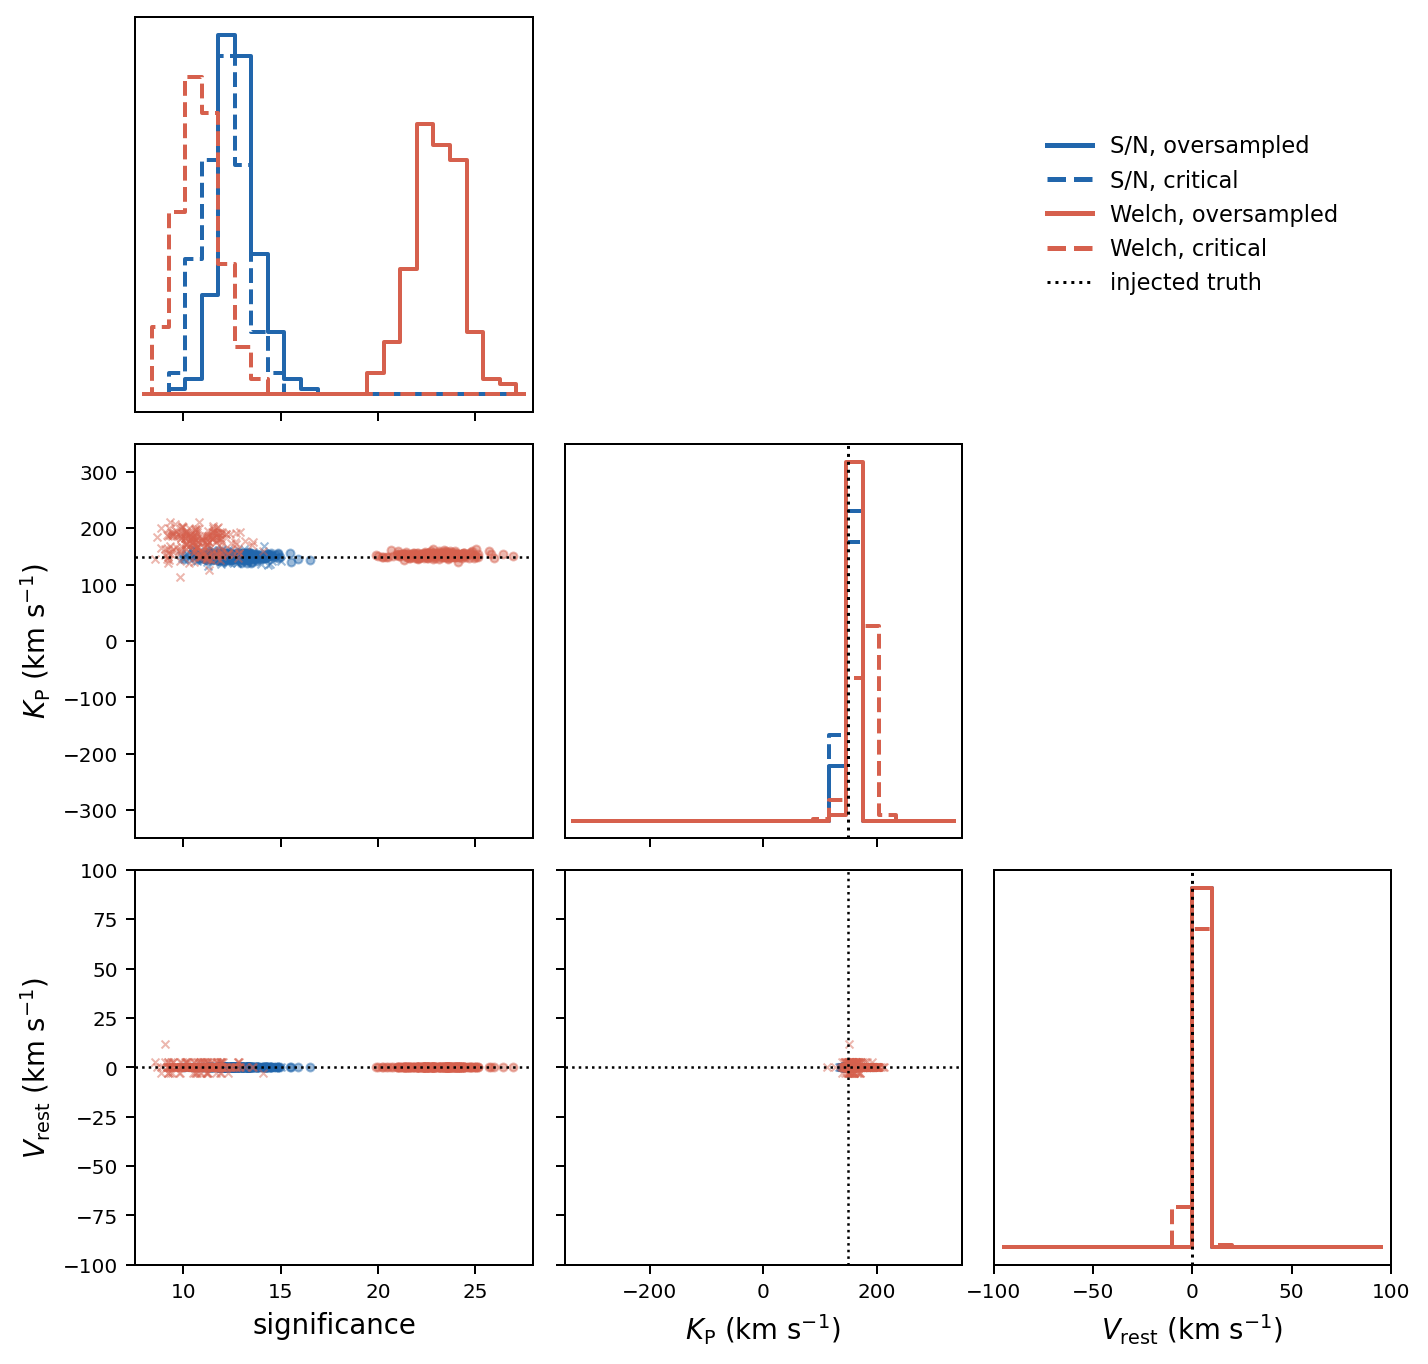 S/N, oversampled
S/N, critical
Welch, oversampled
Welch, critical
injected truth
300
200
100
0
−100
−200
−300
K_P (km s⁻¹)
100
75
50
25
0
−25
−50
−75
−100
V_rest (km s⁻¹)
10 15 20 25
significance
−200 0 200
K_P (km s⁻¹)
−100 −50 0 50 100
V_rest (km s⁻¹)